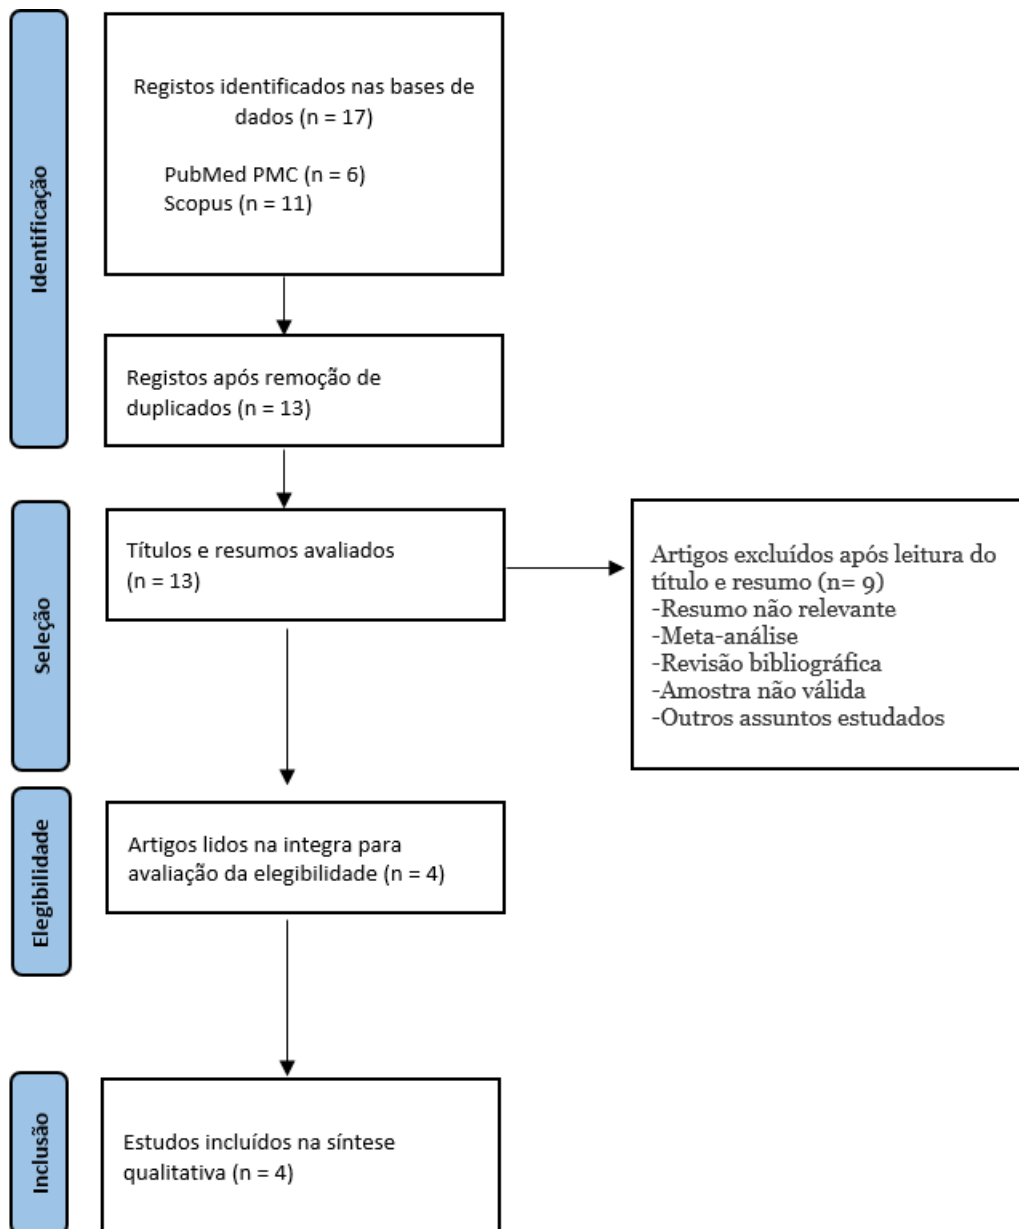 Identificação
Registos identificados nas bases de
dados (n = 17)
PubMed PMC (n = 6)
Scopus (n = 11)
Registos após remoção de
duplicados (n = 13)
Seleção
Títulos e resumos avaliados
(n = 13)
Artigos excluídos após leitura do
título e resumo (n= 9)
-Resumo não relevante
-Meta-análise
-Revisão bibliográfica
-Amostra não válida
-Outros assuntos estudados
Elegibilidade
Artigos lidos na integra para
avaliação da elegibilidade (n = 4)
Inclusão
Estudos incluídos na síntese
qualitativa (n = 4)